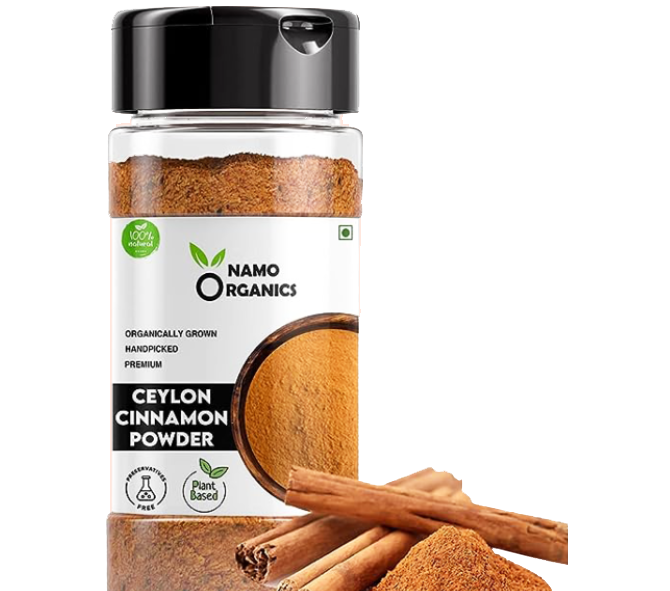 100%
natural
NAMO
ORGANICS
ORGANICALLY GROWN
HANDPICKED
PREMIUM
CEYLON
CINNAMON
POWDER
PRESERVATIVES
FREE
Plant
Based